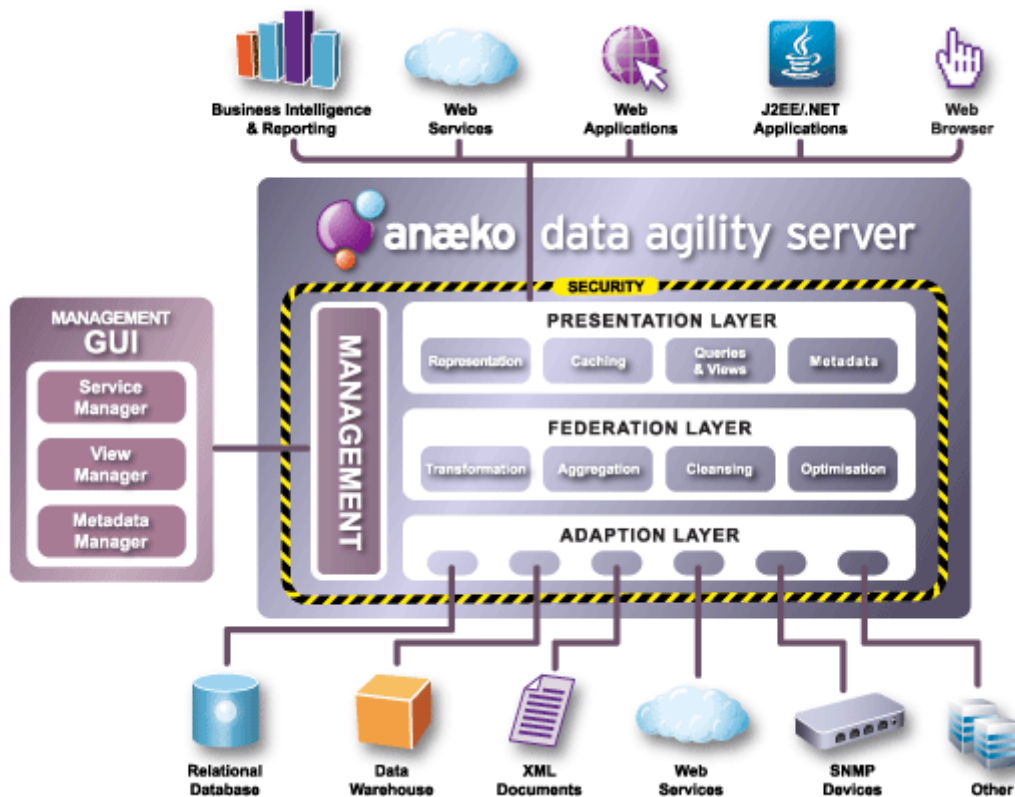 Business Intelligence
& Reporting
Web
Services
Web
Applications
J2EE/.NET
Applications
Web
Browser
anæko data agility server
SECURITY
MANAGEMENT
GUI
Service
Manager
View
Manager
Metadata
Manager
MANAGEMENT
PRESENTATION LAYER
Representation
Caching
Queries
& Views
Metadata
FEDERATION LAYER
Transformation
Aggregation
Cleansing
Optimisation
ADAPTION LAYER
Relational
Database
Data
Warehouse
XML
Documents
Web
Services
SNMP
Devices
Other